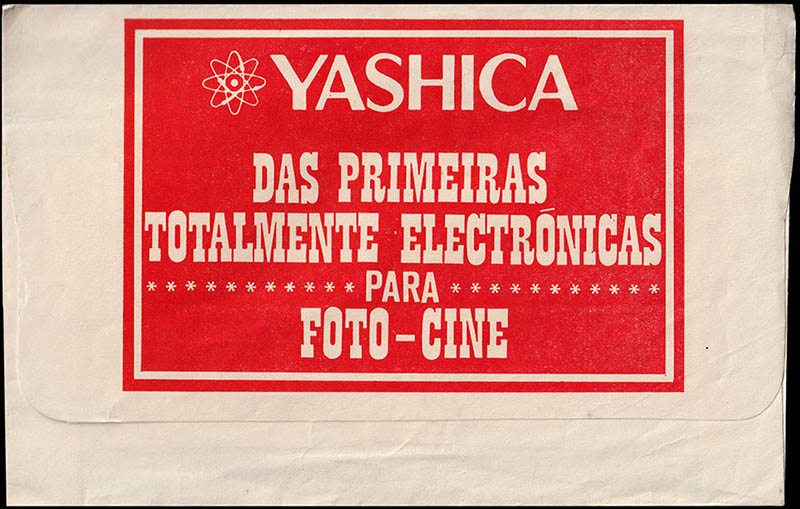 YASHICA
DAS PRIMEIRAS
TOTALMENTE ELECTRÓNICAS
*********** PARA ***********
FOTO-CINE